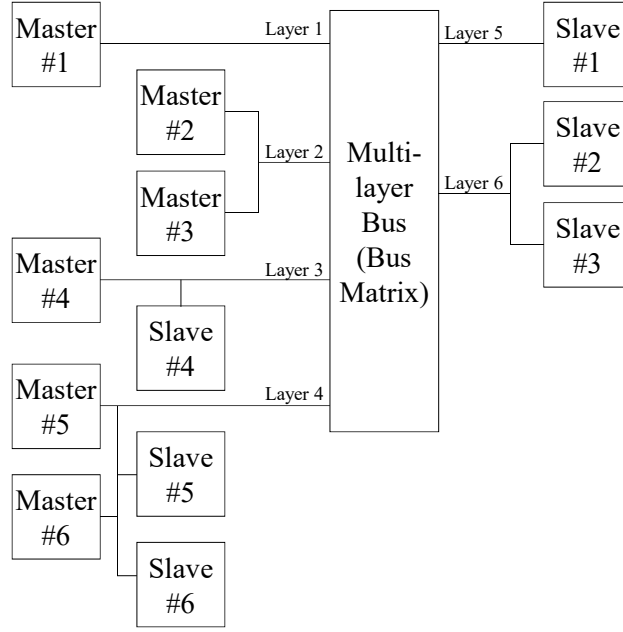 Master
#1
Layer 1
Layer 5
Slave
#1
Master
#2
Layer 2
Master
#3
Multi-
layer
Bus
(Bus
Matrix)
Layer 6
Slave
#2
Slave
#3
Master
#4
Layer 3
Slave
#4
Master
#5
Layer 4
Slave
#5
Master
#6
Slave
#6